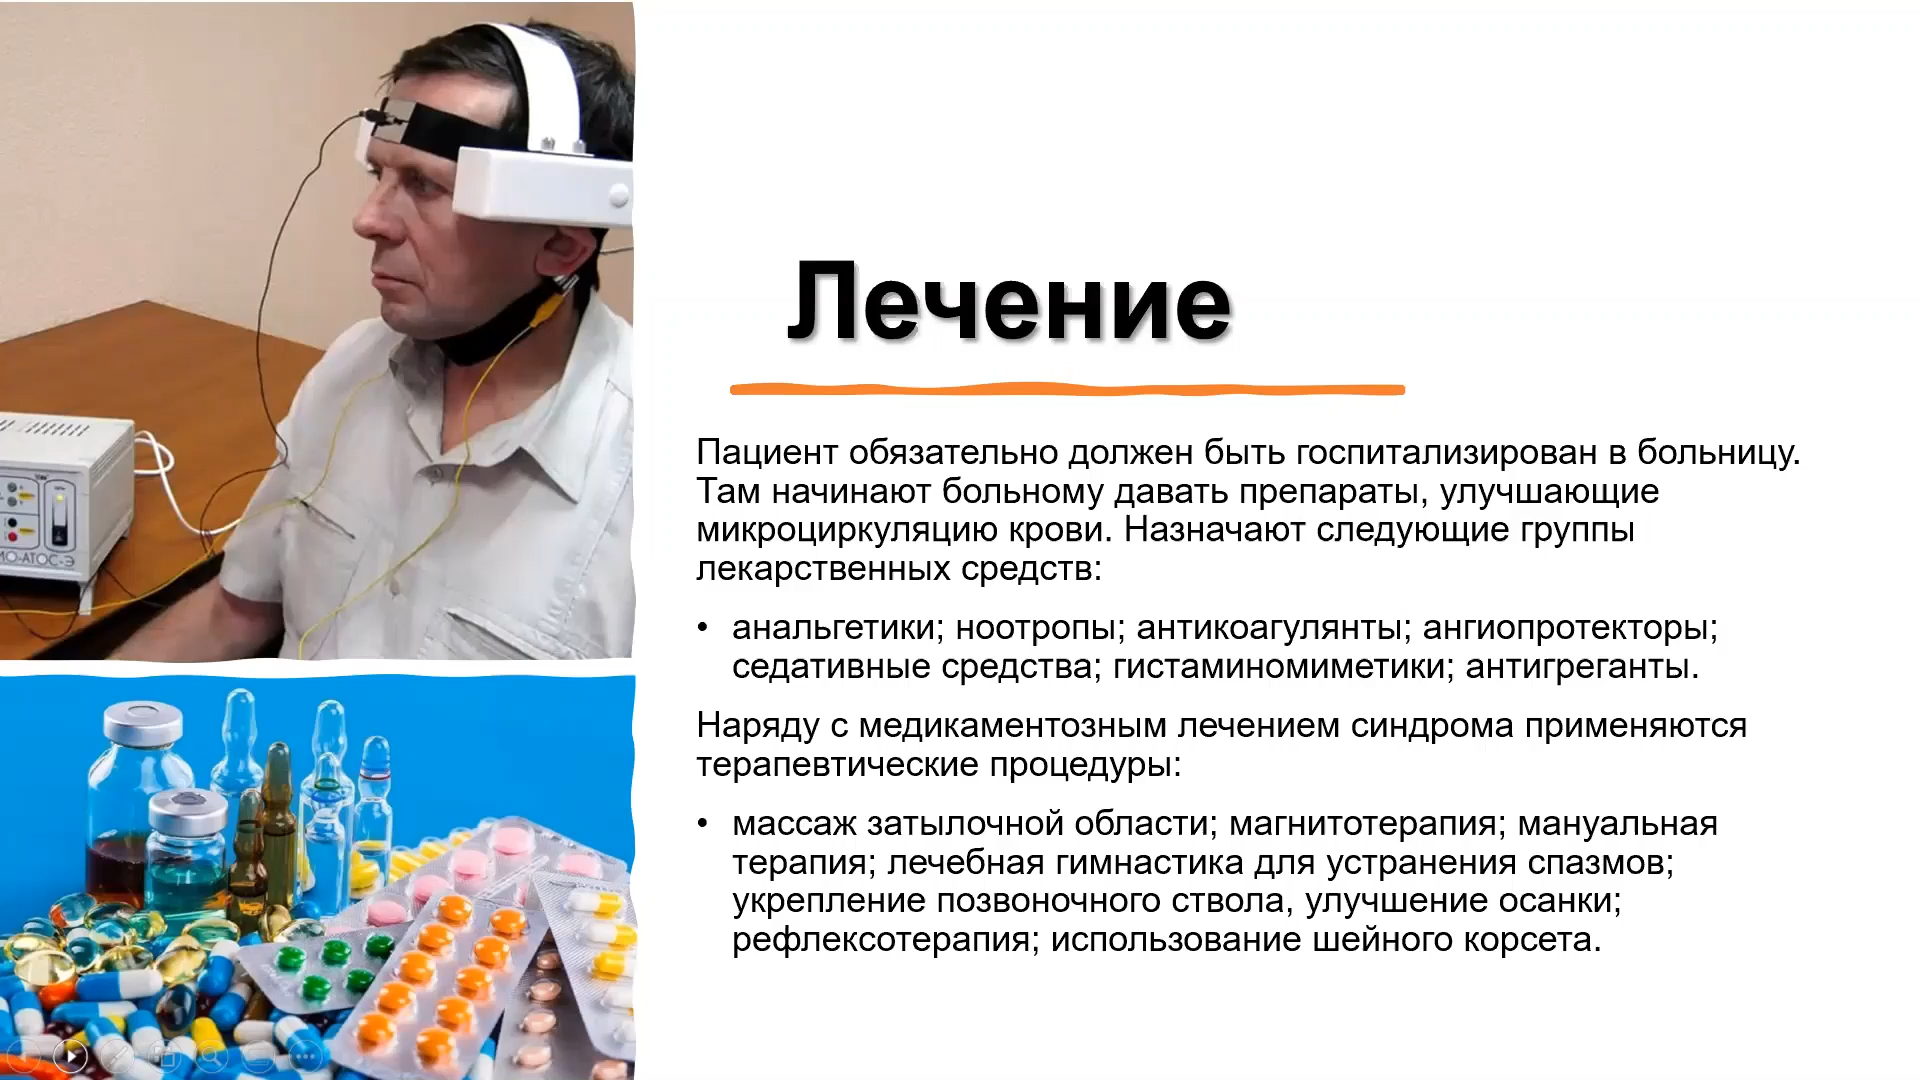 Лечение
Пациент обязательно должен быть госпитализирован в больницу.
Там начинают больному давать препараты, улучшающие
микроциркуляцию крови. Назначают следующие группы
лекарственных средств:
• анальгетики; ноотропы; антикоагулянты; ангиопротекторы;
седативные средства; гистаминомиметики; антигреганты.
Наряду с медикаментозным лечением синдрома применяются
терапевтические процедуры:
• массаж затылочной области; магнитотерапия; мануальная
терапия; лечебная гимнастика для устранения спазмов;
укрепление позвоночного ствола, улучшение осанки;
рефлексотерапия; использование шейного корсета.
ИО-АТОС-Э